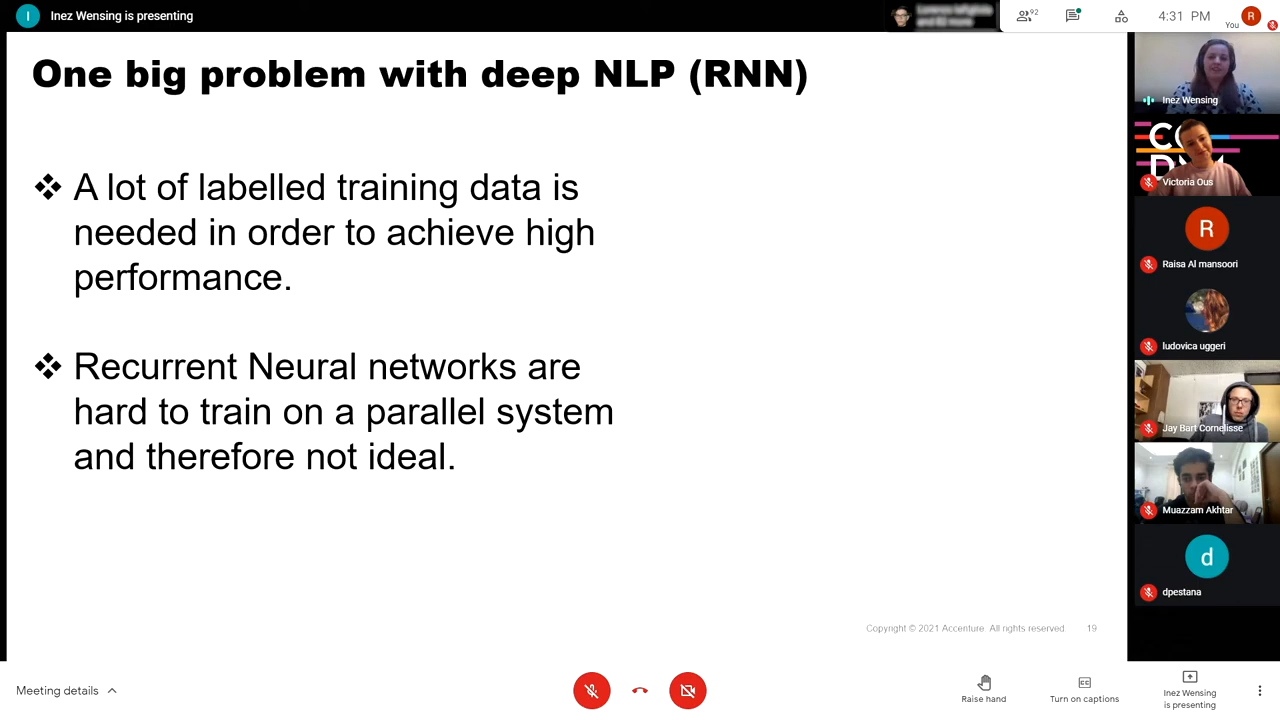 I
Inez Wensing is presenting
92
4:31 PM
R
You
One big problem with deep NLP (RNN)
❖ A lot of labelled training data is
needed in order to achieve high
performance.
❖ Recurrent Neural networks are
hard to train on a parallel system
and therefore not ideal.
Copyright © 2021 Accenture. All rights reserved 19
Inez Wensing
Victoria Ous
R
Raisa Al mansoori
ludovica uggeri
Jay Bart Cornelisse
Muazzam Akhtar
d
dpestana
Meeting details
Raise hand
Turn on captions
Inez Wensing
is presenting